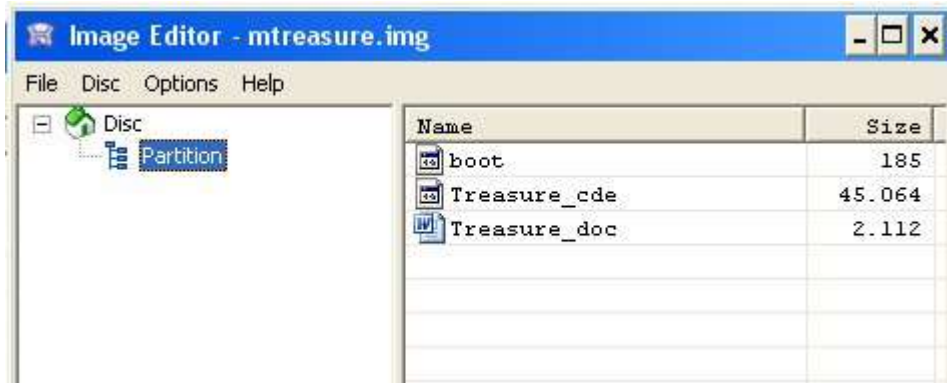 Image Editor - mtreasure.img
File Disc Options Help
Disc
Partition
Name Size
boot 185
Treasure_cde 45.064
Treasure_doc 2.112